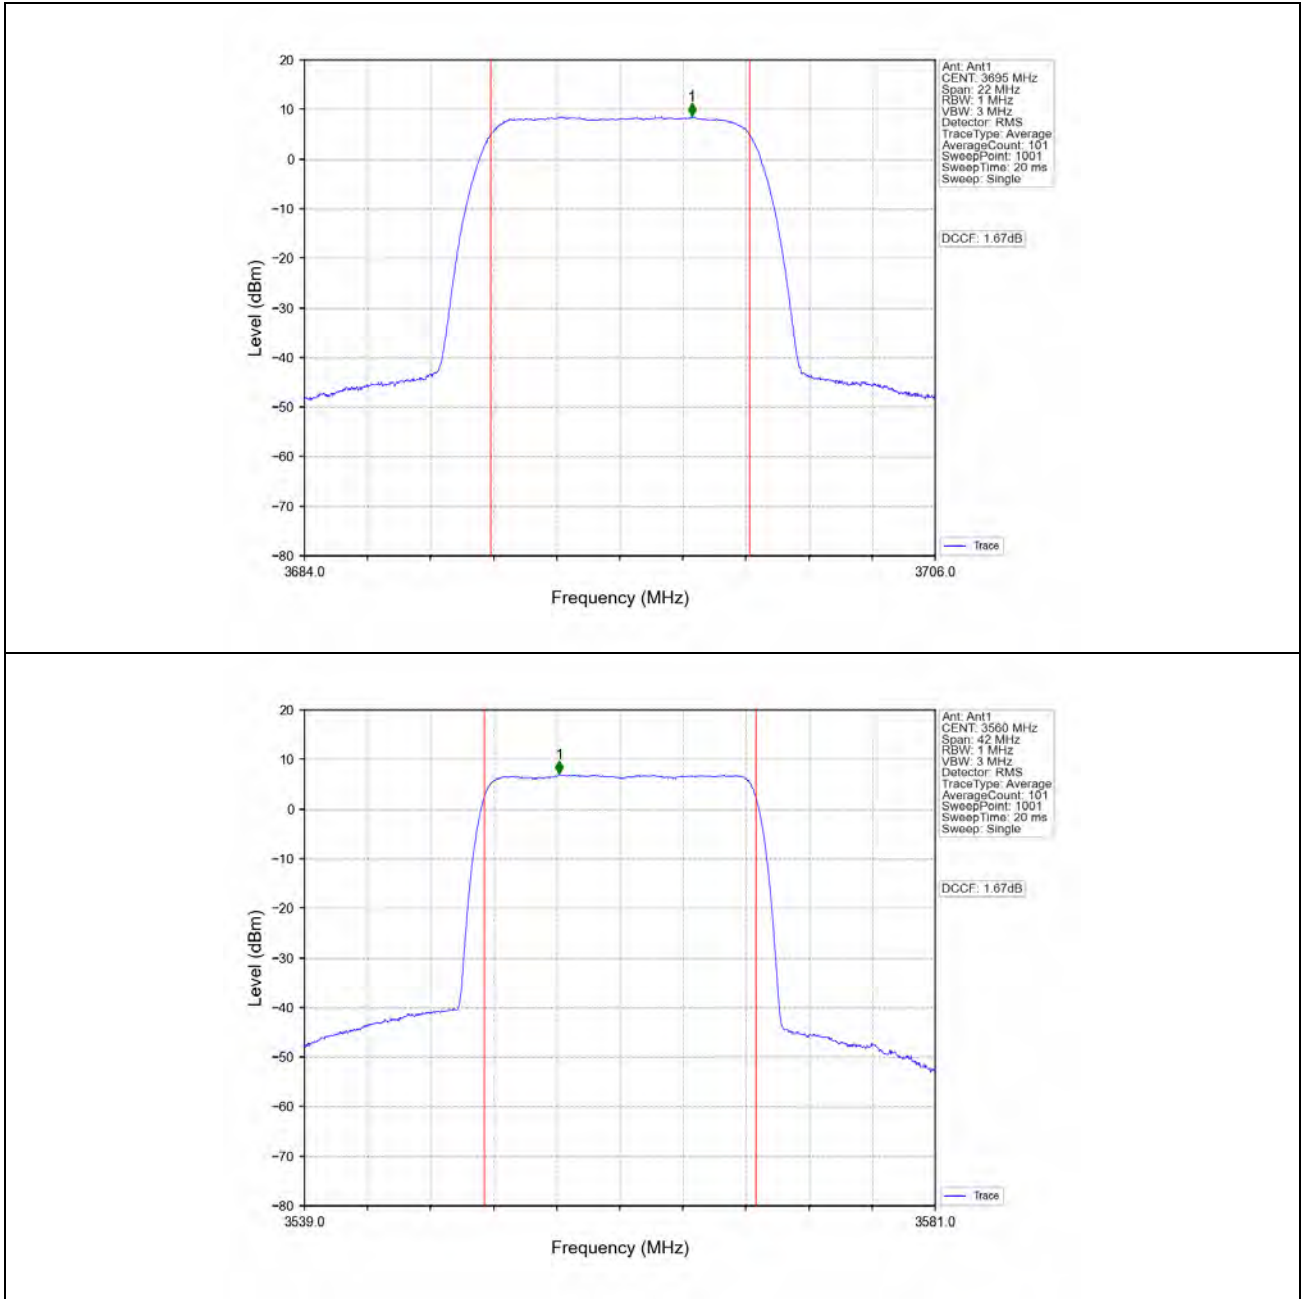 20
10
0
−10
−20
−30
−40
−50
−60
−70
−80
Level (dBm)
1
3684.0
3706.0
Frequency (MHz)
Ant: Ant1
CENT: 3695 MHz
Span: 22 MHz
RBW: 1 MHz
VBW: 3 MHz
Detector: RMS
TraceType: Average
AverageCount: 101
SweepPoint: 1001
SweepTime: 20 ms
Sweep: Single
DCCF: 1.67dB
Trace
20
10
0
−10
−20
−30
−40
−50
−60
−70
−80
Level (dBm)
1
3539.0
3581.0
Frequency (MHz)
Ant: Ant1
CENT: 3560 MHz
Span: 42 MHz
RBW: 1 MHz
VBW: 3 MHz
Detector: RMS
TraceType: Average
AverageCount: 101
SweepPoint: 1001
SweepTime: 20 ms
Sweep: Single
DCCF: 1.67dB
Trace